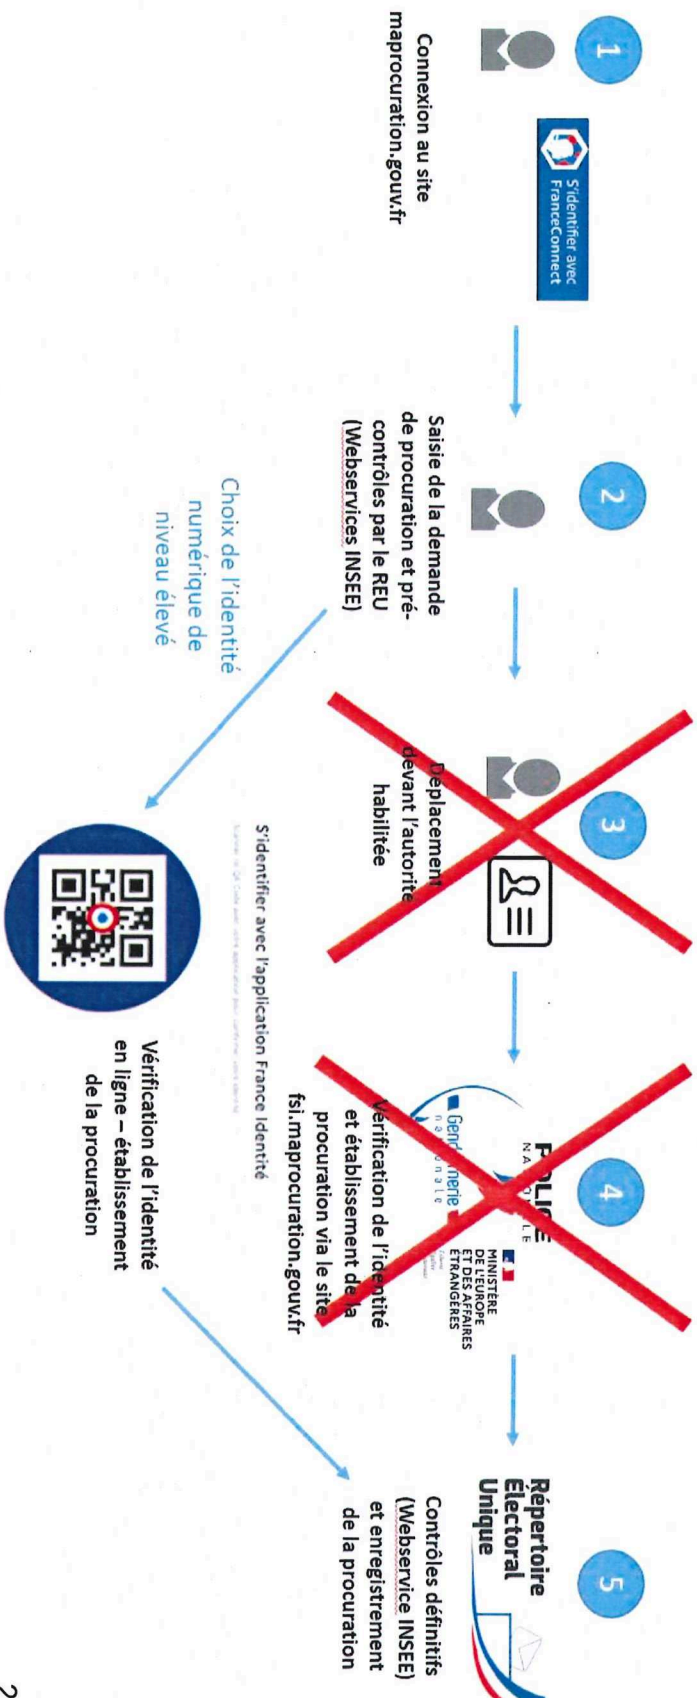 1
S'identifier avec
FranceConnect
Connexion au site
maprocuration.gouv.fr
2
Saisie de la demande
de procuration et pré-
contrôles par le REU
(Webservices INSEE)
Choix de l'identité
numérique de
niveau élevé
3
Déplacement
devant l'autorité
habilitée
S'identifier avec l'application France Identité
4
POLICE
NATIONALE
Gendarmerie
nationale
MINISTÈRE
DE L'EUROPE
ET DES AFFAIRES
ÉTRANGÈRES
Vérification de l'identité
et établissement de la
procuration via le site
fsi.maprocuration.gouv.fr
Vérification de l'identité
en ligne – établissement
de la procuration
5
Répertoire
Électoral
Unique
Contrôles définitifs
(Webservice INSEE)
et enregistrement
de la procuration
2